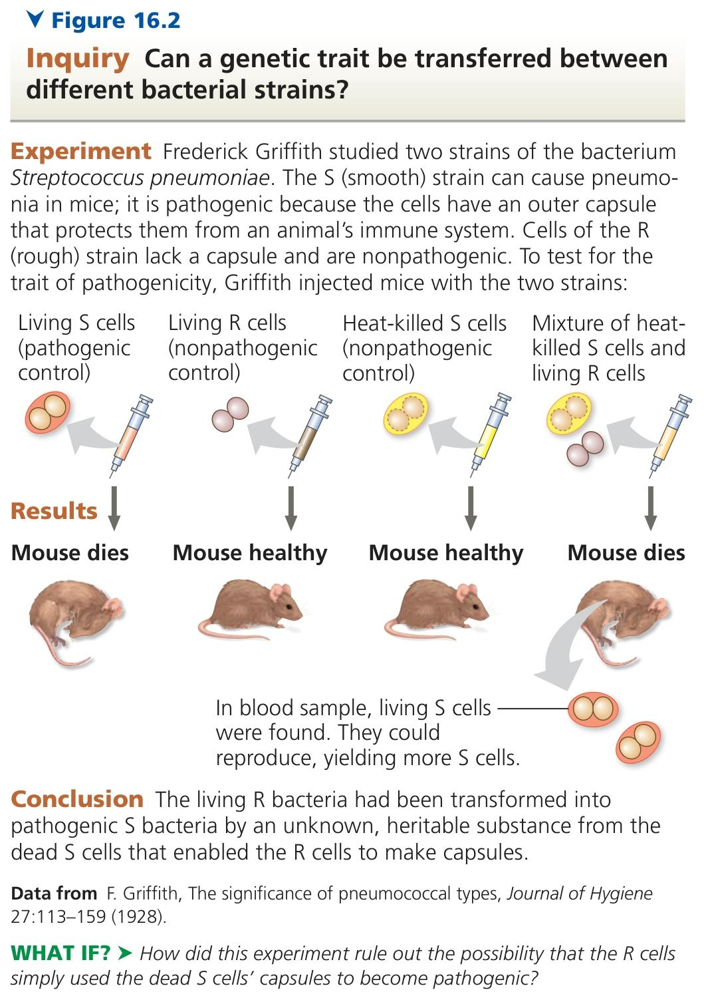 Figure 16.2
Inquiry Can a genetic trait be transferred between
different bacterial strains?
Experiment Frederick Griffith studied two strains of the bacterium
Streptococcus pneumoniae. The S (smooth) strain can cause pneumo-
nia in mice; it is pathogenic because the cells have an outer capsule
that protects them from an animal's immune system. Cells of the R
(rough) strain lack a capsule and are nonpathogenic. To test for the
trait of pathogenicity, Griffith injected mice with the two strains:
Living S cells
(pathogenic
control)
Living R cells
(nonpathogenic
control)
Heat-killed S cells
(nonpathogenic
control)
Mixture of heat-
killed S cells and
living R cells
Results
Mouse dies
Mouse healthy
Mouse healthy
Mouse dies
In blood sample, living S cells
were found. They could
reproduce, yielding more S cells.
Conclusion The living R bacteria had been transformed into
pathogenic S bacteria by an unknown, heritable substance from the
dead S cells that enabled the R cells to make capsules.
Data from F. Griffith, The significance of pneumococcal types, Journal of Hygiene
27:113–159 (1928).
WHAT IF? ➤ How did this experiment rule out the possibility that the R cells
simply used the dead S cells' capsules to become pathogenic?